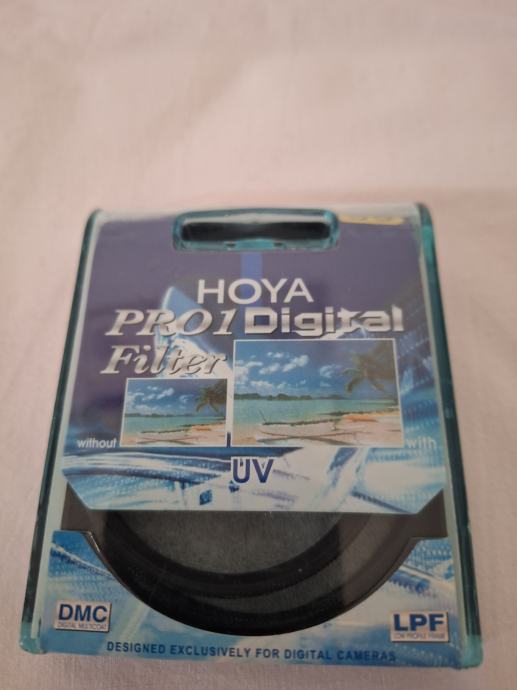 HOYA
PRO1 Digital
Filter
without
with
UV
DMC
DIGITAL MULTICOAT
LPF
LOW PROFILE FRAME
DESIGNED EXCLUSIVELY FOR DIGITAL CAMERAS